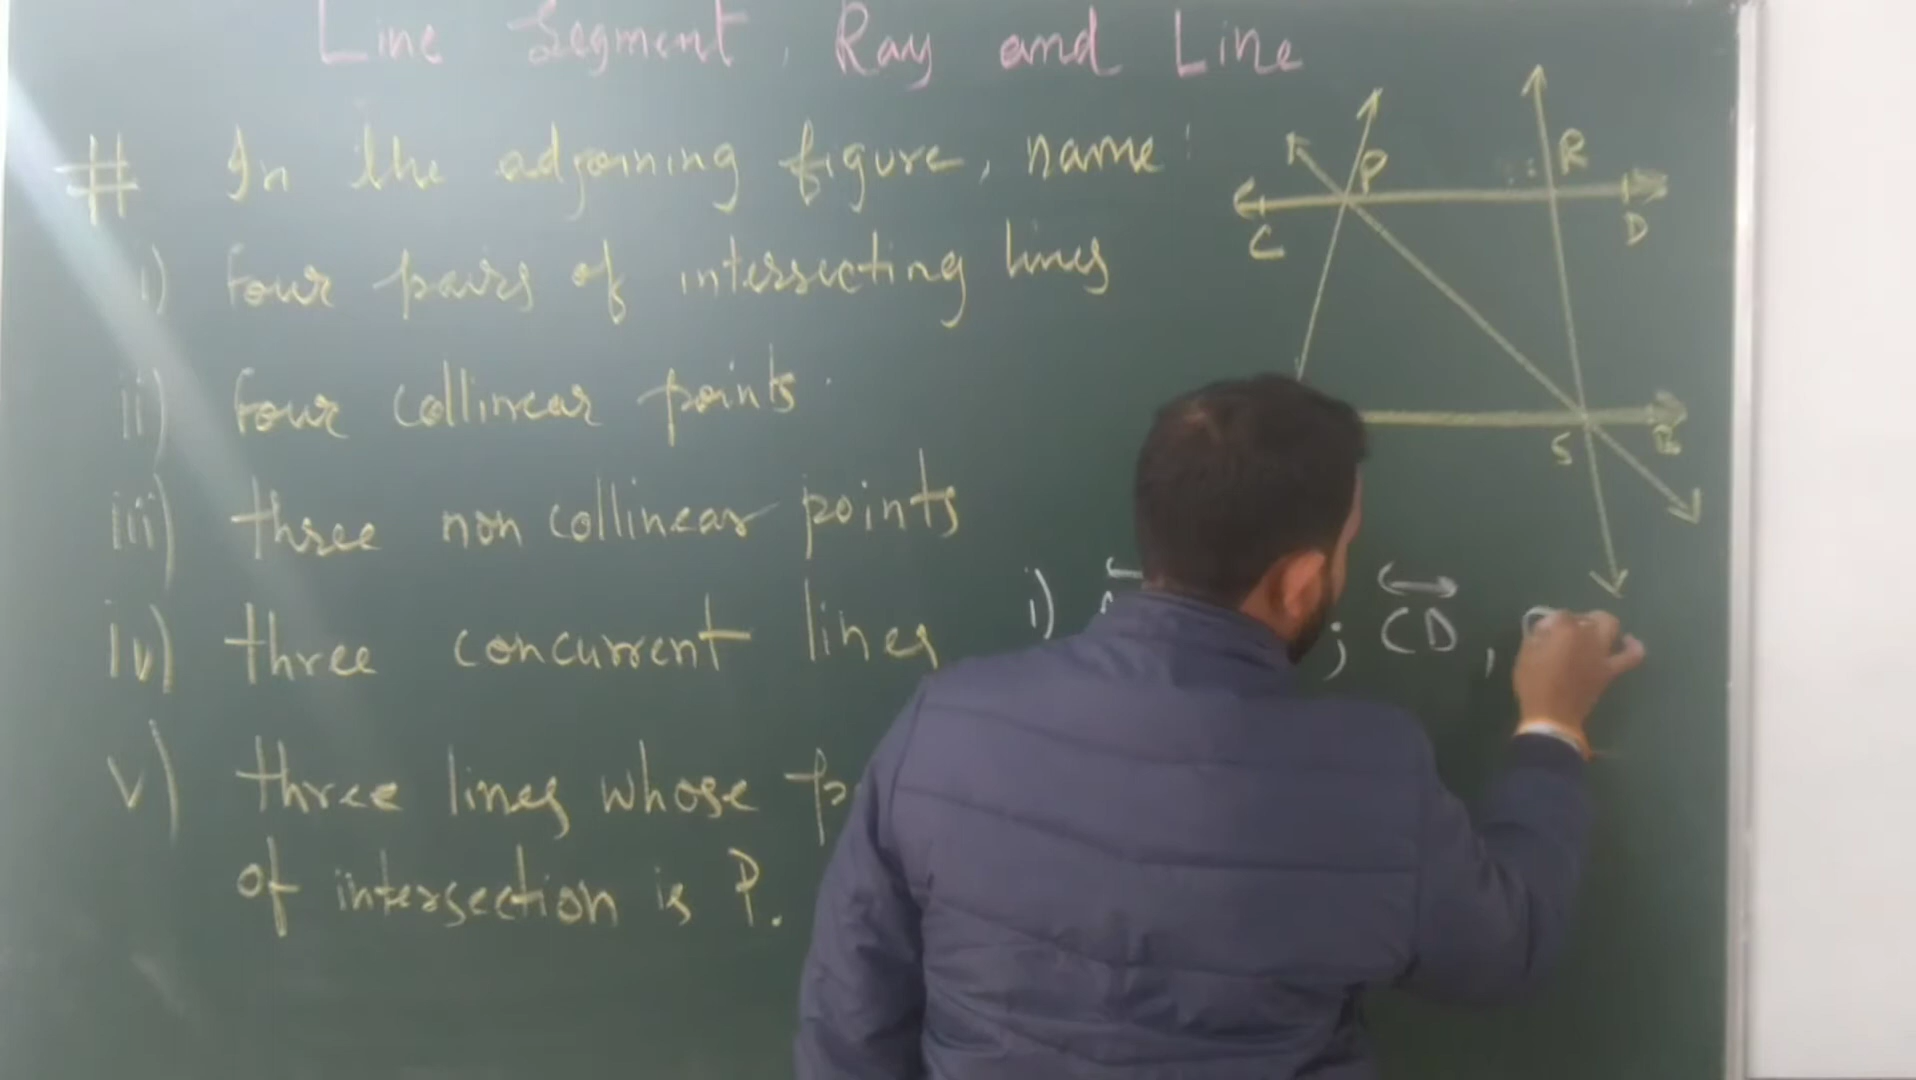 Line Segment, Ray and Line
# In the adjoining figure, name:
i) Four pairs of intersecting lines
ii) Four collinear points.
iii) three non collinear points
iv) three concurrent lines
v) three lines whose
of intersection is P.
P
R
C
D
S
i)
; CD,